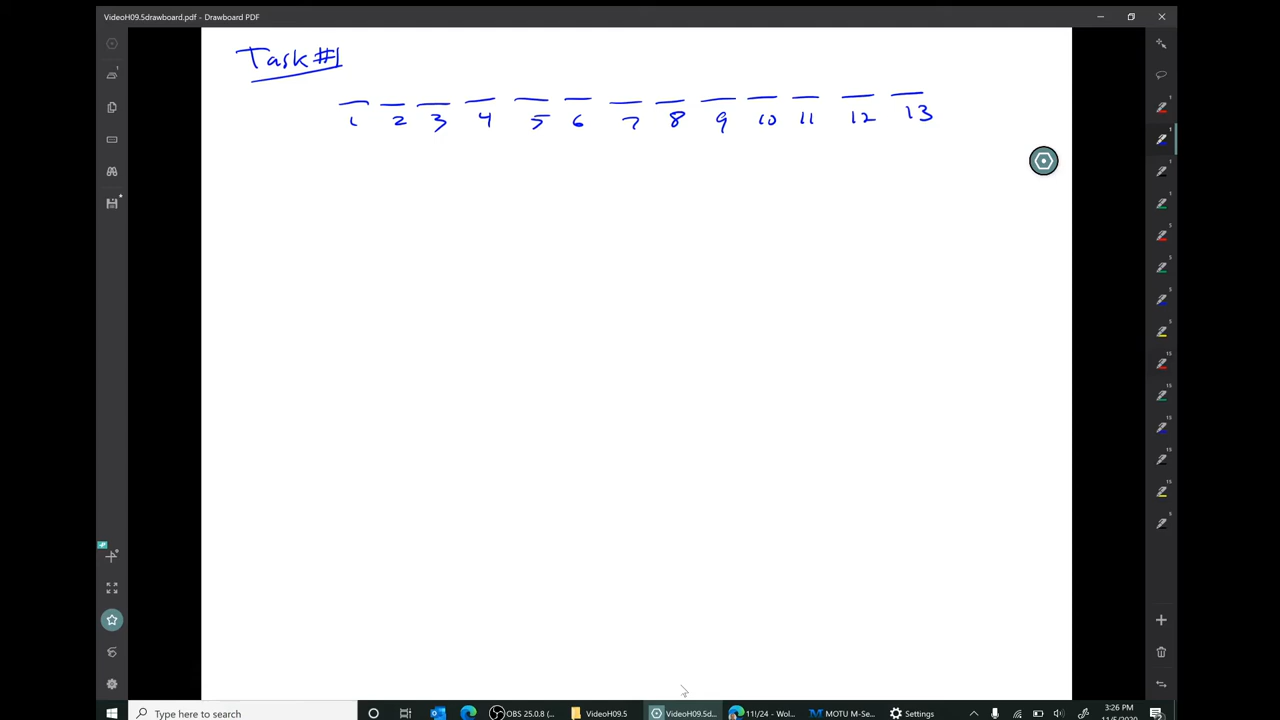 VideoH09.5drawboard.pdf - Drawboard PDF
Task #1
1 2 3 4 5 6 7 8 9 10 11 12 13
Type here to search
OBS 25.0.8 (...
VideoH09.5
VideoH09.5d...
11/24 - Wol...
MOTU M-Se...
Settings
3:26 PM